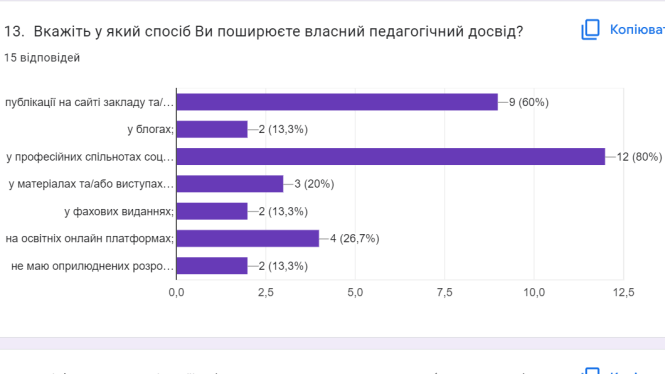 13. Вкажіть у який спосіб Ви поширюєте власний педагогічний досвід?
Копіюват
15 відповідей
публікації на сайті закладу та/… 9 (60%)
у блогах; 2 (13,3%)
у професійних спільнотах соц… 12 (80%)
у матеріалах та/або виступах… 3 (20%)
у фахових виданнях; 2 (13,3%)
на освітніх онлайн платформах; 4 (26,7%)
не маю оприлюднених розро… 2 (13,3%)
0,0 2,5 5,0 7,5 10,0 12,5